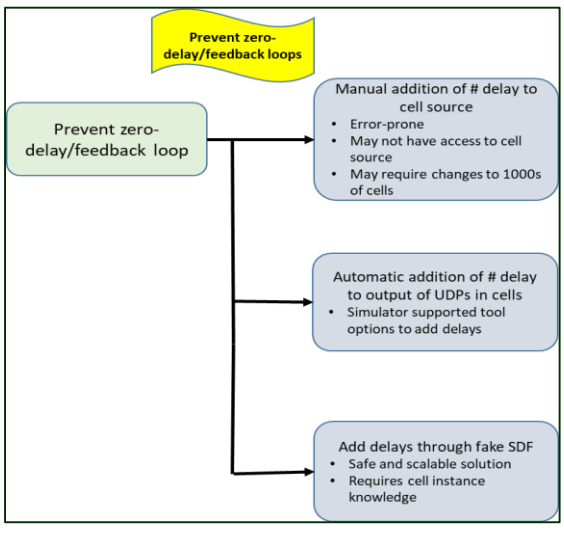 Prevent zero-
delay/feedback loops
Prevent zero-
delay/feedback loop
Manual addition of # delay to
cell source
• Error-prone
• May not have access to cell
source
• May require changes to 1000s
of cells
Automatic addition of # delay
to output of UDPs in cells
• Simulator supported tool
options to add delays
Add delays through fake SDF
• Safe and scalable solution
• Requires cell instance
knowledge